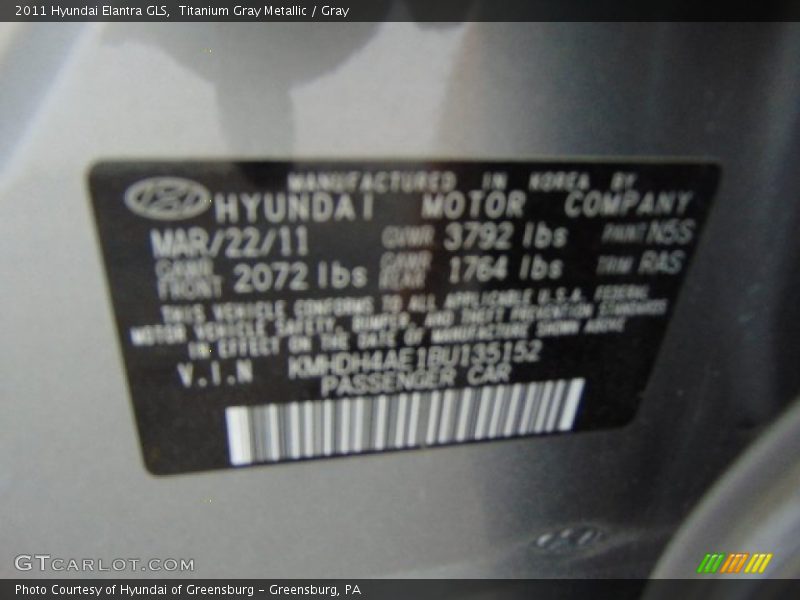 2011 Hyundai Elantra GLS, Titanium Gray Metallic / Gray
MANUFACTURED IN KOREA BY
HYUNDAI MOTOR COMPANY
MAR/22/11 GVWR 3792 lbs PAINT N5S
GAWR FRONT 2072 lbs GAWR REAR 1764 lbs TRIM RAS
THIS VEHICLE CONFORMS TO ALL APPLICABLE U.S.A. FEDERAL
MOTOR VEHICLE SAFETY, BUMPER, AND THEFT PREVENTION STANDARDS
IN EFFECT ON THE DATE OF MANUFACTURE SHOWN ABOVE
V.I.N KMHDH4AE1BU135152
PASSENGER CAR
GTCARLOT.COM
Photo Courtesy of Hyundai of Greensburg - Greensburg, PA